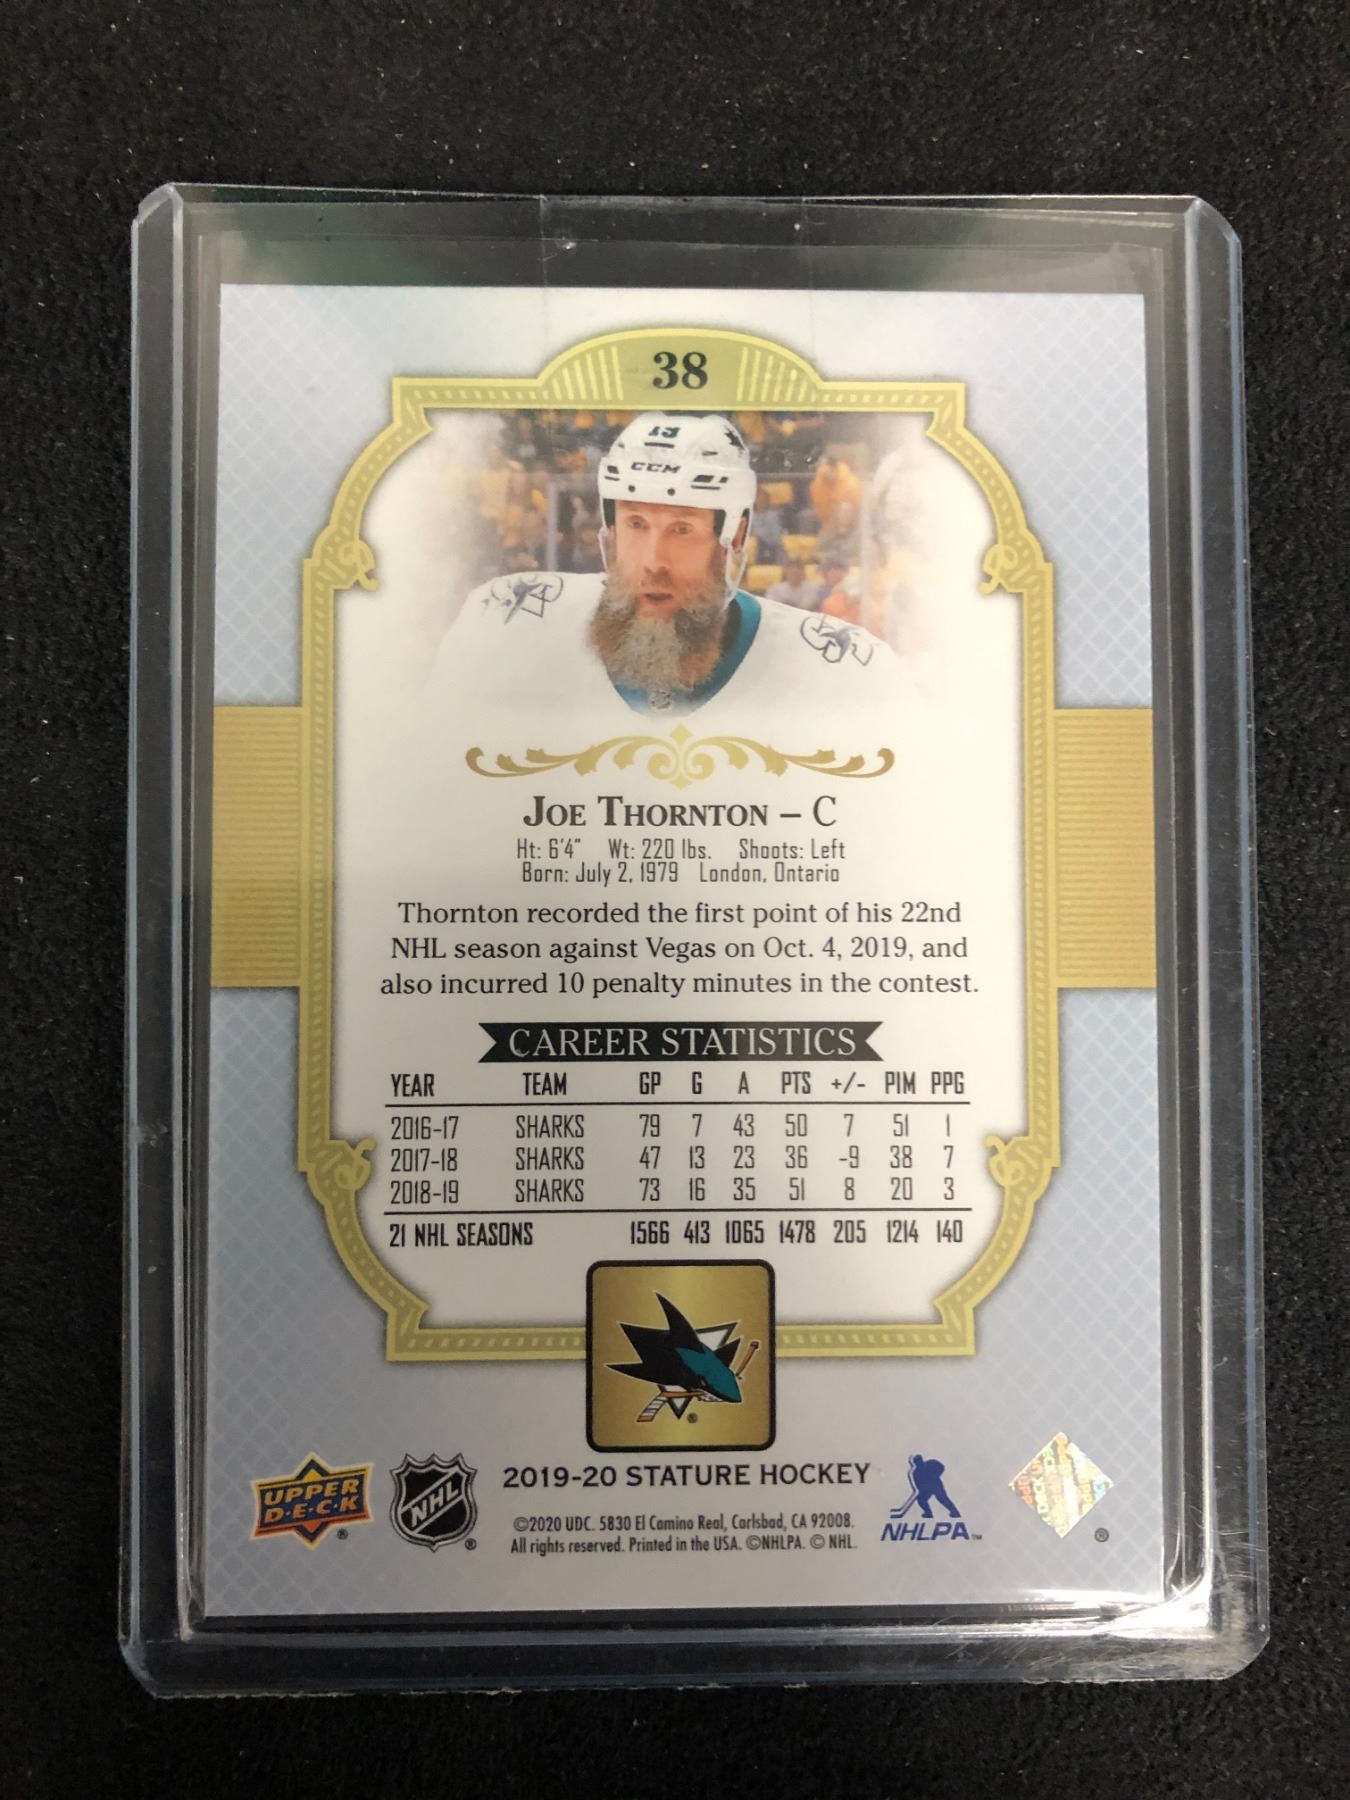 38
19
CCM
JOE THORNTON – C
Ht: 6'4" Wt: 220 lbs. Shoots: Left
Born: July 2, 1979 London, Ontario
Thornton recorded the first point of his 22nd
NHL season against Vegas on Oct. 4, 2019, and
also incurred 10 penalty minutes in the contest.
CAREER STATISTICS
YEAR TEAM GP G A PTS +/- PIM PPG
2016-17 SHARKS 79 7 43 50 7 51 1
2017-18 SHARKS 47 13 23 36 -9 38 7
2018-19 SHARKS 73 16 35 51 8 20 3
21 NHL SEASONS 1566 413 1065 1478 205 1214 140
®
UPPER
D·E·C·K
®
NHL
®
2019-20 STATURE HOCKEY
©2020 UDC. 5830 El Camino Real, Carlsbad, CA 92008.
All rights reserved. Printed in the USA. ©NHLPA. © NHL.
NHLPA™
®